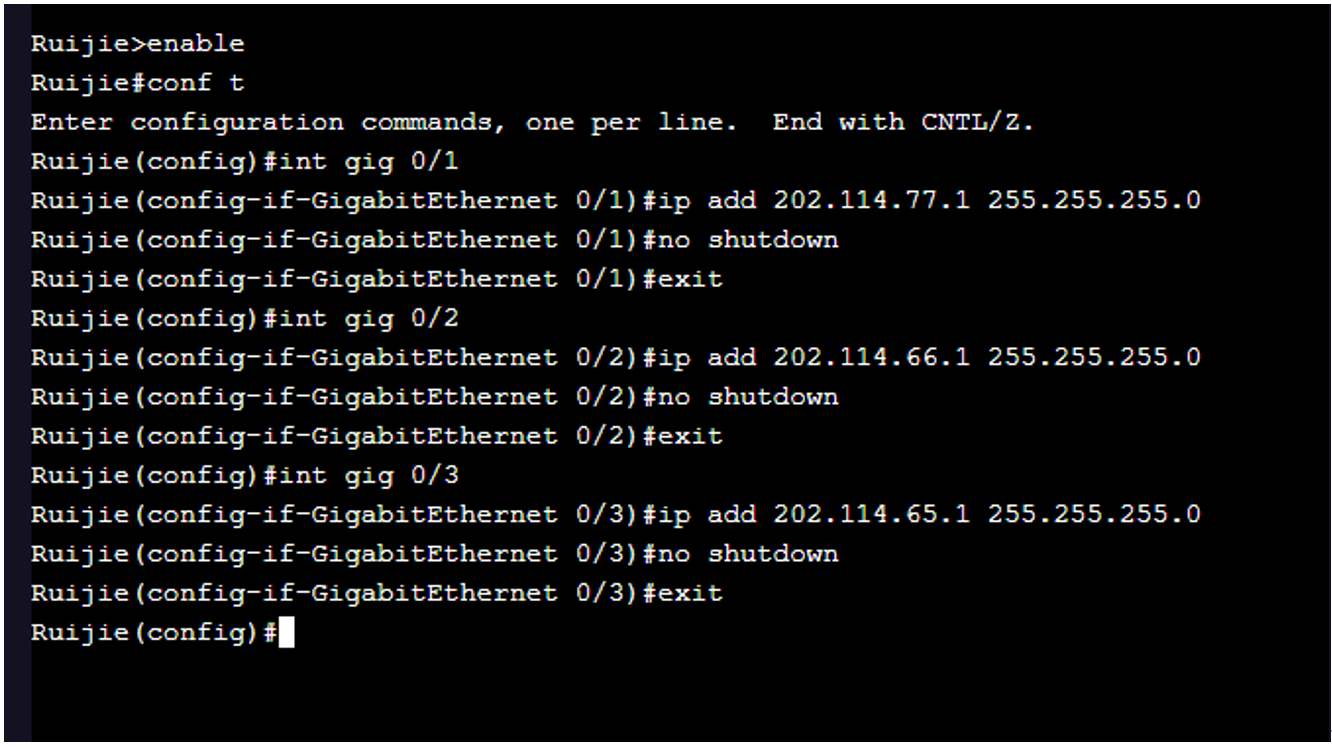 Ruijie>enable
Ruijie#conf t
Enter configuration commands, one per line.  End with CNTL/Z.
Ruijie(config)#int gig 0/1
Ruijie(config-if-GigabitEthernet 0/1)#ip add 202.114.77.1 255.255.255.0
Ruijie(config-if-GigabitEthernet 0/1)#no shutdown
Ruijie(config-if-GigabitEthernet 0/1)#exit
Ruijie(config)#int gig 0/2
Ruijie(config-if-GigabitEthernet 0/2)#ip add 202.114.66.1 255.255.255.0
Ruijie(config-if-GigabitEthernet 0/2)#no shutdown
Ruijie(config-if-GigabitEthernet 0/2)#exit
Ruijie(config)#int gig 0/3
Ruijie(config-if-GigabitEthernet 0/3)#ip add 202.114.65.1 255.255.255.0
Ruijie(config-if-GigabitEthernet 0/3)#no shutdown
Ruijie(config-if-GigabitEthernet 0/3)#exit
Ruijie(config)#